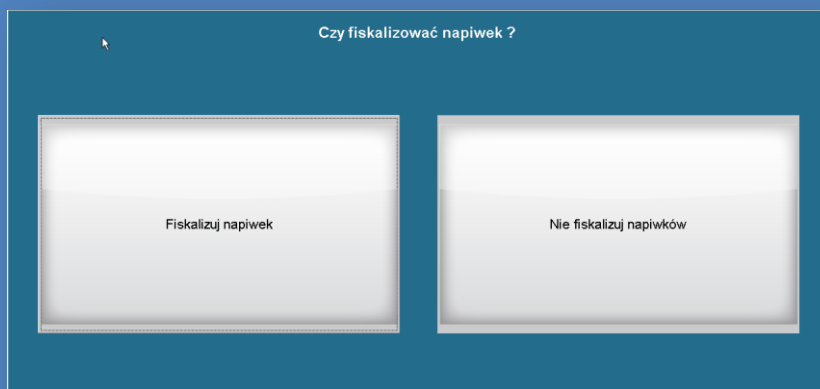 Czy fiskalizować napiwek ?
Fiskalizuj napiwek
Nie fiskalizuj napiwków